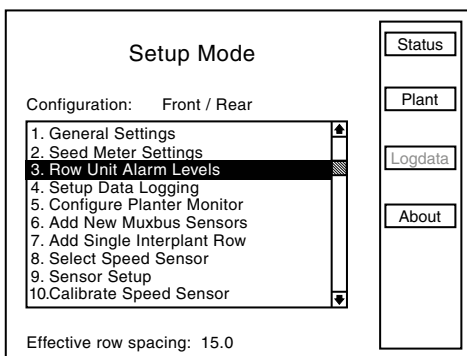 Setup Mode
Configuration: Front / Rear
1. General Settings
2. Seed Meter Settings
3. Row Unit Alarm Levels
4. Setup Data Logging
5. Configure Planter Monitor
6. Add New Muxbus Sensors
7. Add Single Interplant Row
8. Select Speed Sensor
9. Sensor Setup
10.Calibrate Speed Sensor
Effective row spacing: 15.0
Status
Plant
Logdata
About